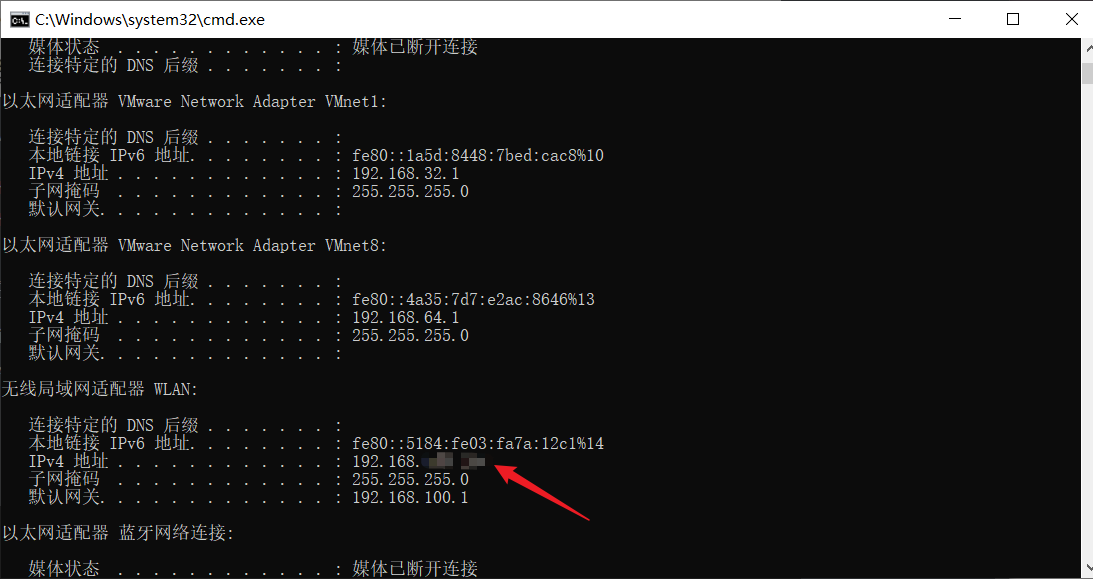 C:\Windows\system32\cmd.exe
媒体状态 . . . . . . . . . . . . : 媒体已断开连接
连接特定的 DNS 后缀 . . . . . . . :
以太网适配器 VMware Network Adapter VMnet1:
连接特定的 DNS 后缀 . . . . . . . :
本地链接 IPv6 地址. . . . . . . . : fe80::1a5d:8448:7bed:cac8%10
IPv4 地址 . . . . . . . . . . . . : 192.168.32.1
子网掩码 . . . . . . . . . . . . : 255.255.255.0
默认网关. . . . . . . . . . . . . :
以太网适配器 VMware Network Adapter VMnet8:
连接特定的 DNS 后缀 . . . . . . . :
本地链接 IPv6 地址. . . . . . . . : fe80::4a35:7d7:e2ac:8646%13
IPv4 地址 . . . . . . . . . . . . : 192.168.64.1
子网掩码 . . . . . . . . . . . . : 255.255.255.0
默认网关. . . . . . . . . . . . . :
无线局域网适配器 WLAN:
连接特定的 DNS 后缀 . . . . . . . :
本地链接 IPv6 地址. . . . . . . . : fe80::5184:fe03:fa7a:12c1%14
IPv4 地址 . . . . . . . . . . . . : 192.168.
子网掩码 . . . . . . . . . . . . : 255.255.255.0
默认网关. . . . . . . . . . . . . : 192.168.100.1
以太网适配器 蓝牙网络连接:
媒体状态 . . . . . . . . . . . . : 媒体已断开连接